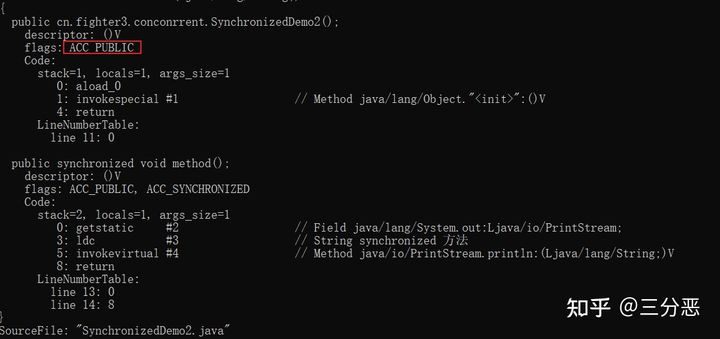 {
  public cn.fighter3.conconrrent.SynchronizedDemo2();
    descriptor: ()V
    flags: ACC_PUBLIC
    Code:
      stack=1, locals=1, args_size=1
         0: aload_0
         1: invokespecial #1                  // Method java/lang/Object."<init>":()V
         4: return
      LineNumberTable:
        line 11: 0
  public synchronized void method();
    descriptor: ()V
    flags: ACC_PUBLIC, ACC_SYNCHRONIZED
    Code:
      stack=2, locals=1, args_size=1
         0: getstatic     #2                  // Field java/lang/System.out:Ljava/io/PrintStream;
         3: ldc           #3                  // String synchronized 方法
         5: invokevirtual #4                  // Method java/io/PrintStream.println:(Ljava/lang/String;)V
         8: return
      LineNumberTable:
        line 13: 0
        line 14: 8
}
SourceFile: "SynchronizedDemo2.java"
知乎 @三分恶